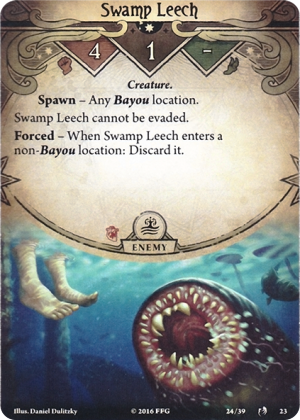 Swamp Leech
4 1 –
Creature.
Spawn – Any Bayou location.
Swamp Leech cannot be evaded.
Forced – When Swamp Leech enters a
non-Bayou location: Discard it.
ENEMY
Illus. Daniel Dulitzky © 2016 FFG 24/39 23